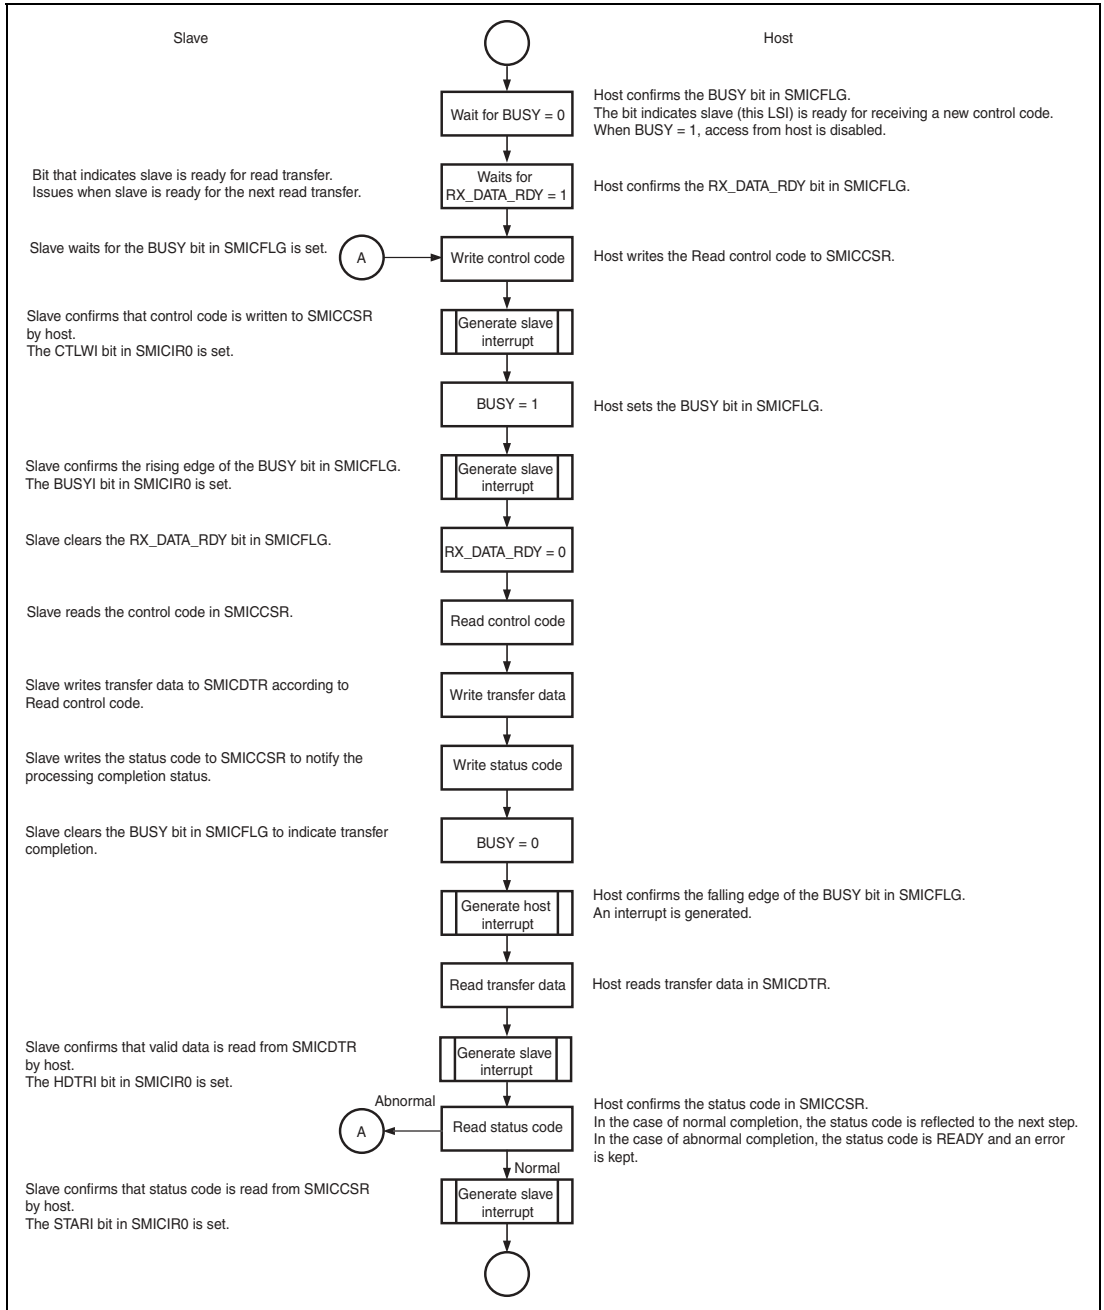 Slave
Host
Wait for BUSY = 0
Host confirms the BUSY bit in SMICFLG.
The bit indicates slave (this LSI) is ready for receiving a new control code.
When BUSY = 1, access from host is disabled.
Bit that indicates slave is ready for read transfer.
Issues when slave is ready for the next read transfer.
Waits for
RX_DATA_RDY = 1
Host confirms the RX_DATA_RDY bit in SMICFLG.
Slave waits for the BUSY bit in SMICFLG is set.
A
Write control code
Host writes the Read control code to SMICCSR.
Slave confirms that control code is written to SMICCSR
by host.
The CTLWI bit in SMICIR0 is set.
Generate slave
interrupt
BUSY = 1
Host sets the BUSY bit in SMICFLG.
Slave confirms the rising edge of the BUSY bit in SMICFLG.
The BUSYI bit in SMICIR0 is set.
Generate slave
interrupt
Slave clears the RX_DATA_RDY bit in SMICFLG.
RX_DATA_RDY = 0
Slave reads the control code in SMICCSR.
Read control code
Slave writes transfer data to SMICDTR according to
Read control code.
Write transfer data
Slave writes the status code to SMICCSR to notify the
processing completion status.
Write status code
Slave clears the BUSY bit in SMICFLG to indicate transfer
completion.
BUSY = 0
Generate host
interrupt
Host confirms the falling edge of the BUSY bit in SMICFLG.
An interrupt is generated.
Read transfer data
Host reads transfer data in SMICDTR.
Slave confirms that valid data is read from SMICDTR
by host.
The HDTRI bit in SMICIR0 is set.
Generate slave
interrupt
Abnormal
A
Read status code
Host confirms the status code in SMICCSR.
In the case of normal completion, the status code is reflected to the next step.
In the case of abnormal completion, the status code is READY and an error
is kept.
Normal
Slave confirms that status code is read from SMICCSR
by host.
The STARI bit in SMICIR0 is set.
Generate slave
interrupt